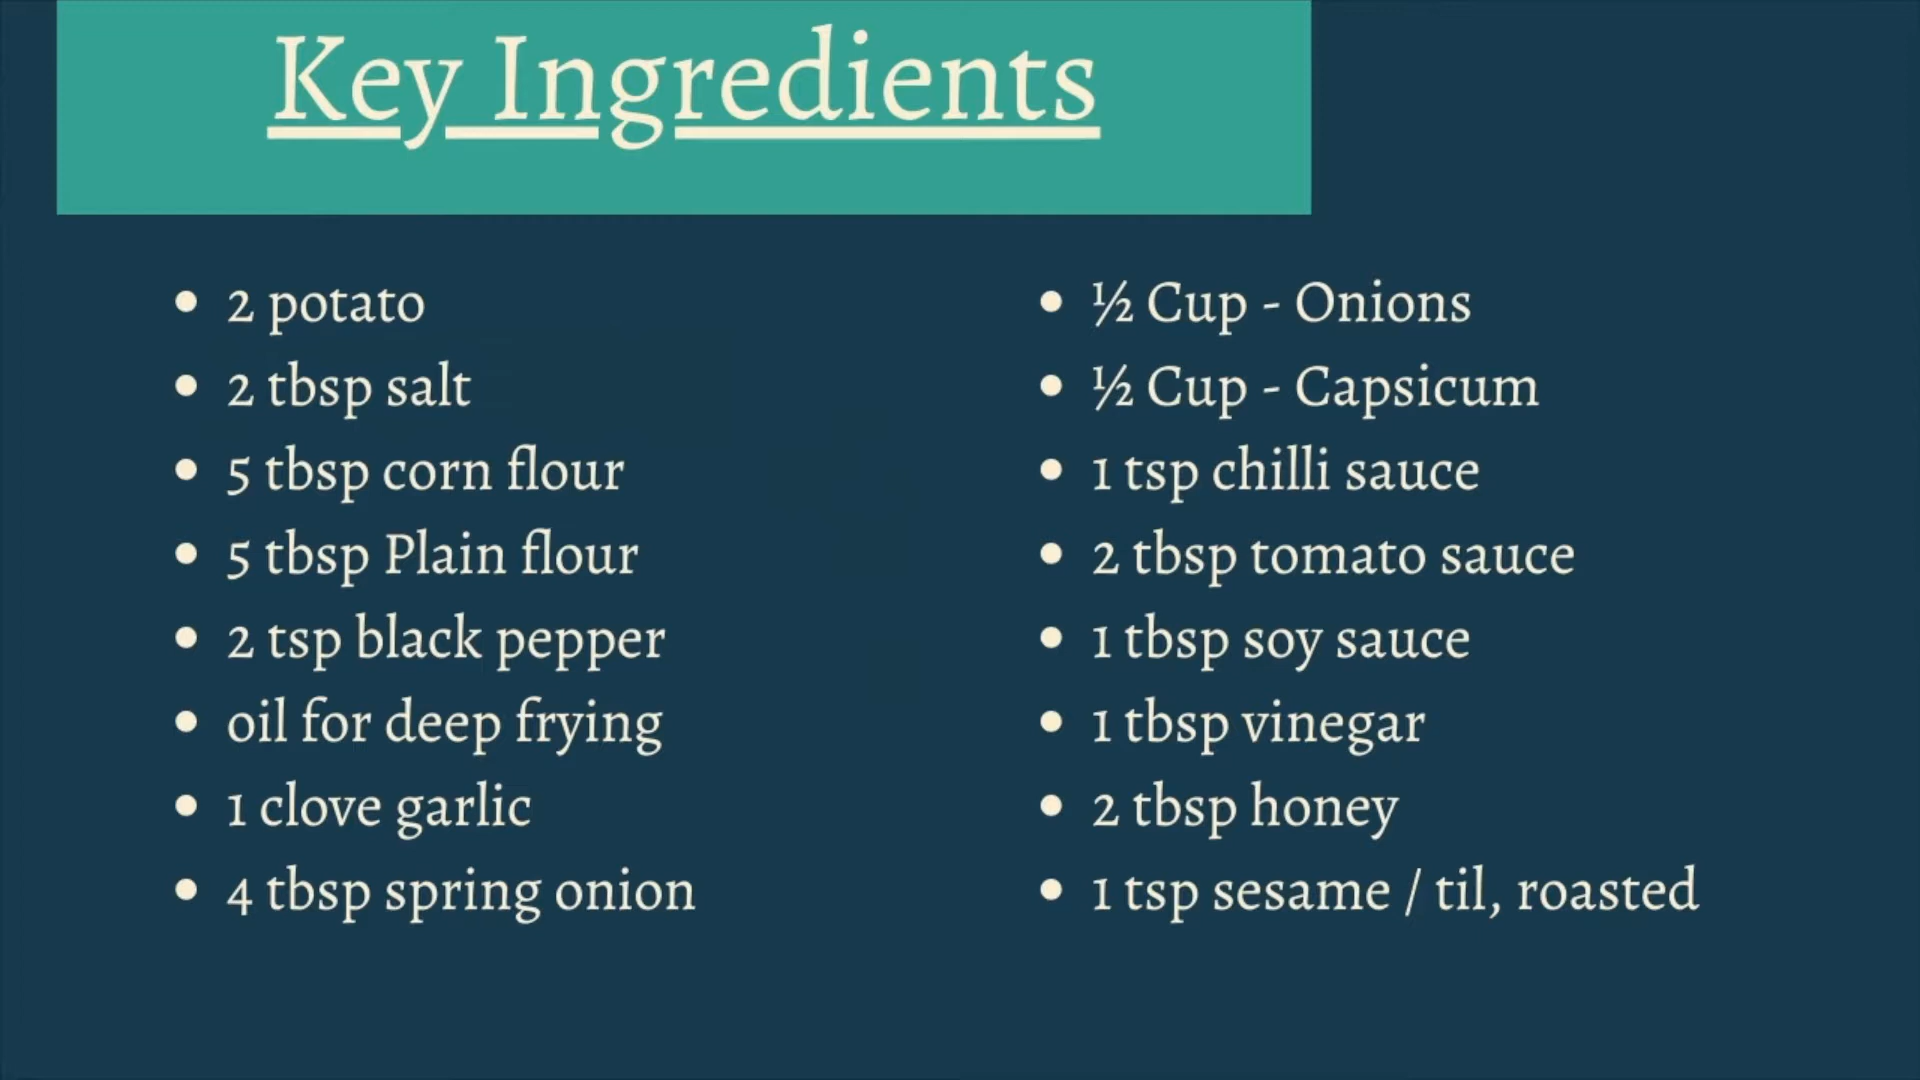 Key Ingredients
2 potato
2 tbsp salt
5 tbsp corn flour
5 tbsp Plain flour
2 tsp black pepper
oil for deep frying
1 clove garlic
4 tbsp spring onion
½ Cup - Onions
½ Cup - Capsicum
1 tsp chilli sauce
2 tbsp tomato sauce
1 tbsp soy sauce
1 tbsp vinegar
2 tbsp honey
1 tsp sesame / til, roasted